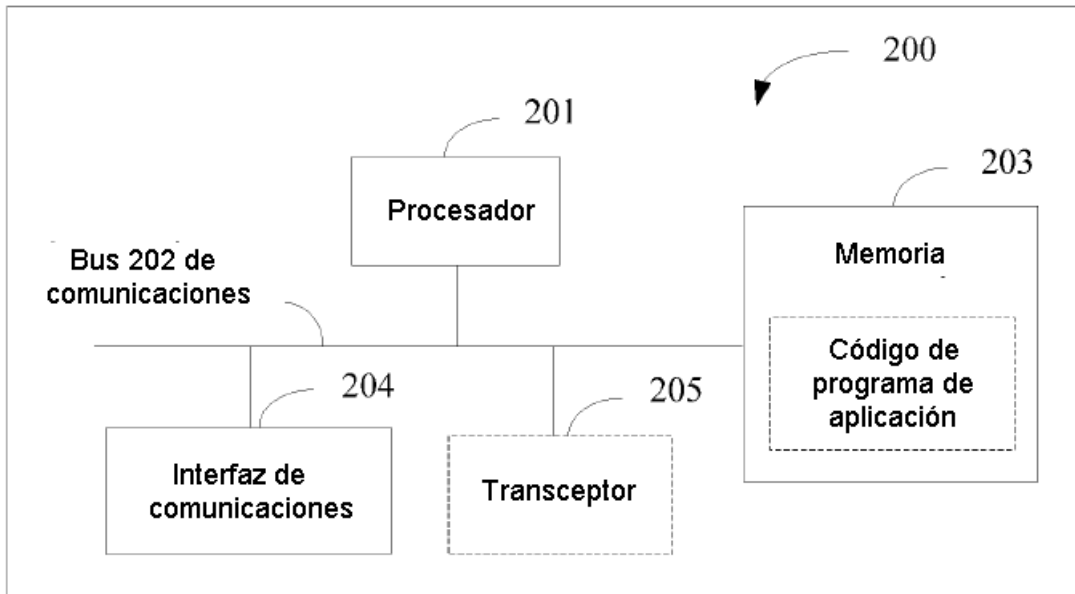 200
201
Procesador
203
Memoria
Bus 202 de
comunicaciones
Código de
programa de
aplicación
204
205
Interfaz de
comunicaciones
Transceptor